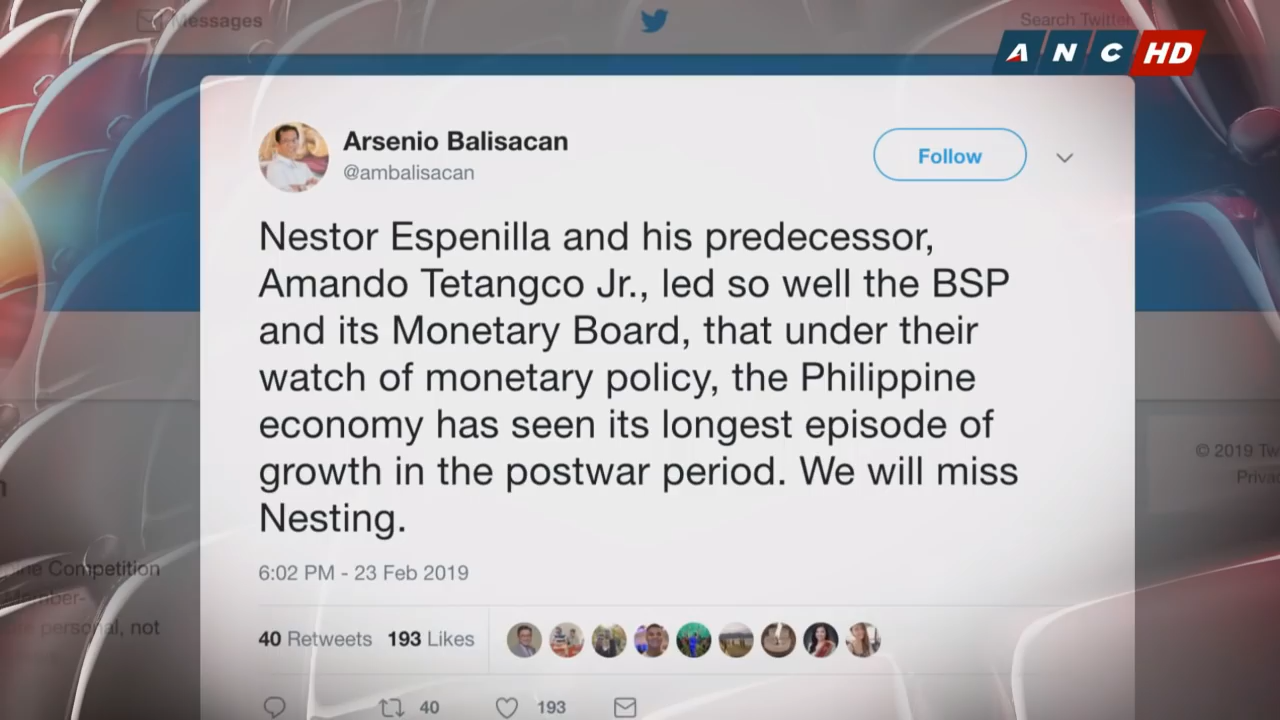 Messages
Search Twitter
ANC HD
Arsenio Balisacan
@ambalisacan
Follow
Nestor Espenilla and his predecessor,
Amando Tetangco Jr., led so well the BSP
and its Monetary Board, that under their
watch of monetary policy, the Philippine
economy has seen its longest episode of
growth in the postwar period. We will miss
Nesting.
6:02 PM - 23 Feb 2019
40 Retweets 193 Likes
40 193
© 2019 Tw
Priva
ne Competition
Member-
personal, not